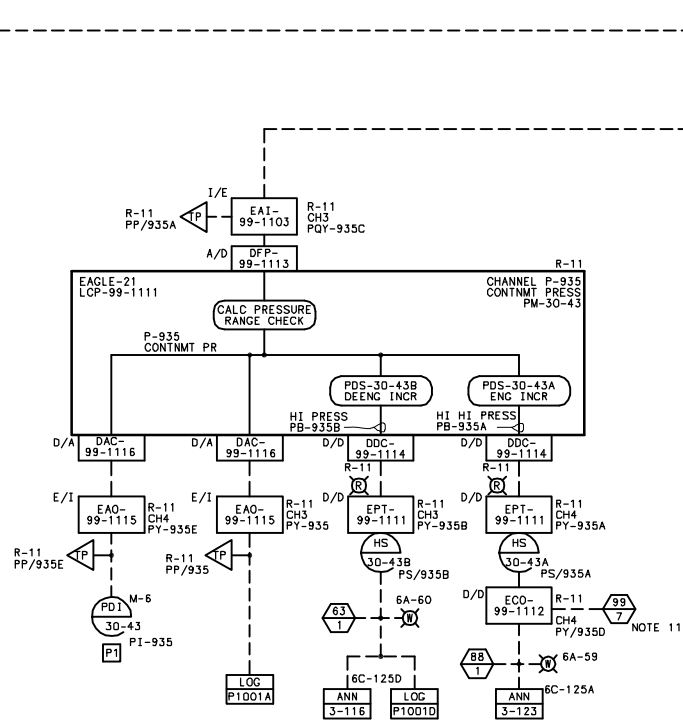 I/E
EAI-
99-1103
R-11
CH3
PQY-935C
R-11
PP/935A
TP
A/D
DFP-
99-1113
R-11
EAGLE-21
LCP-99-1111
CHANNEL P-935
CONTNMT PRESS
PM-30-43
CALC PRESSURE
RANGE CHECK
P-935
CONTNMT PR
PDS-30-43B
DEENG INCR
PDS-30-43A
ENG INCR
HI PRESS
PB-935B
HI HI PRESS
PB-935A
D/A
DAC-
99-1116
D/A
DAC-
99-1116
D/D
DDC-
99-1114
D/D
DDC-
99-1114
R-11
R
R-11
R
E/I
EAO-
99-1115
R-11
CH4
PY-935E
E/I
EAO-
99-1115
R-11
CH3
PY-935
D/D
EPT-
99-1111
R-11
CH3
PY-935B
D/D
EPT-
99-1111
R-11
CH4
PY-935A
R-11
PP/935E
TP
R-11
PP/935
TP
HS
30-43B
PS/935B
HS
30-43A
PS/935A
PDI
30-43
M-6
PI-935
P1
D/D
ECO-
99-1112
R-11
CH4
PY/935D
99
7
NOTE 11
63
1
6A-60
W
88
1
W
6A-59
LOG
P1001A
6C-125D
ANN
3-116
LOG
P1001D
ANN
3-123
6C-125A